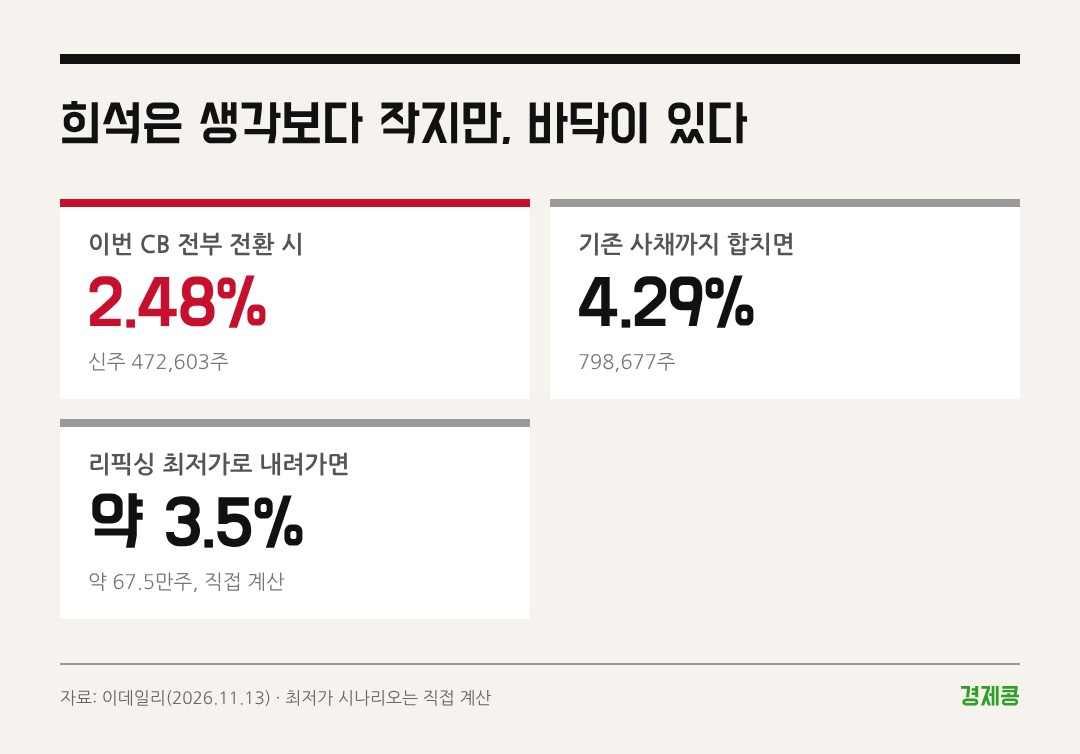 희석은 생각보다 작지만, 바닥이 있다
이번 CB 전부 전환 시
2.48%
신주 472,603주
기존 사채까지 합치면
4.29%
798,677주
리픽싱 최저가로 내려가면
약 3.5%
약 67.5만주, 직접 계산
자료: 이데일리(2026.11.13) · 최저가 시나리오는 직접 계산
경제콩